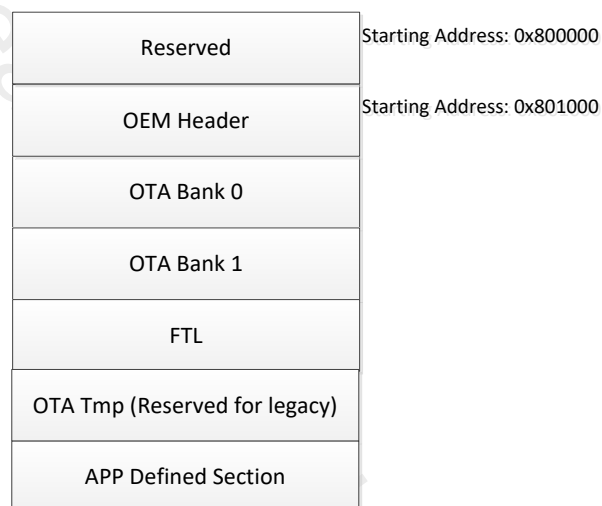 Reserved
Starting Address: 0x800000
OEM Header
Starting Address: 0x801000
OTA Bank 0
OTA Bank 1
FTL
OTA Tmp (Reserved for legacy)
APP Defined Section